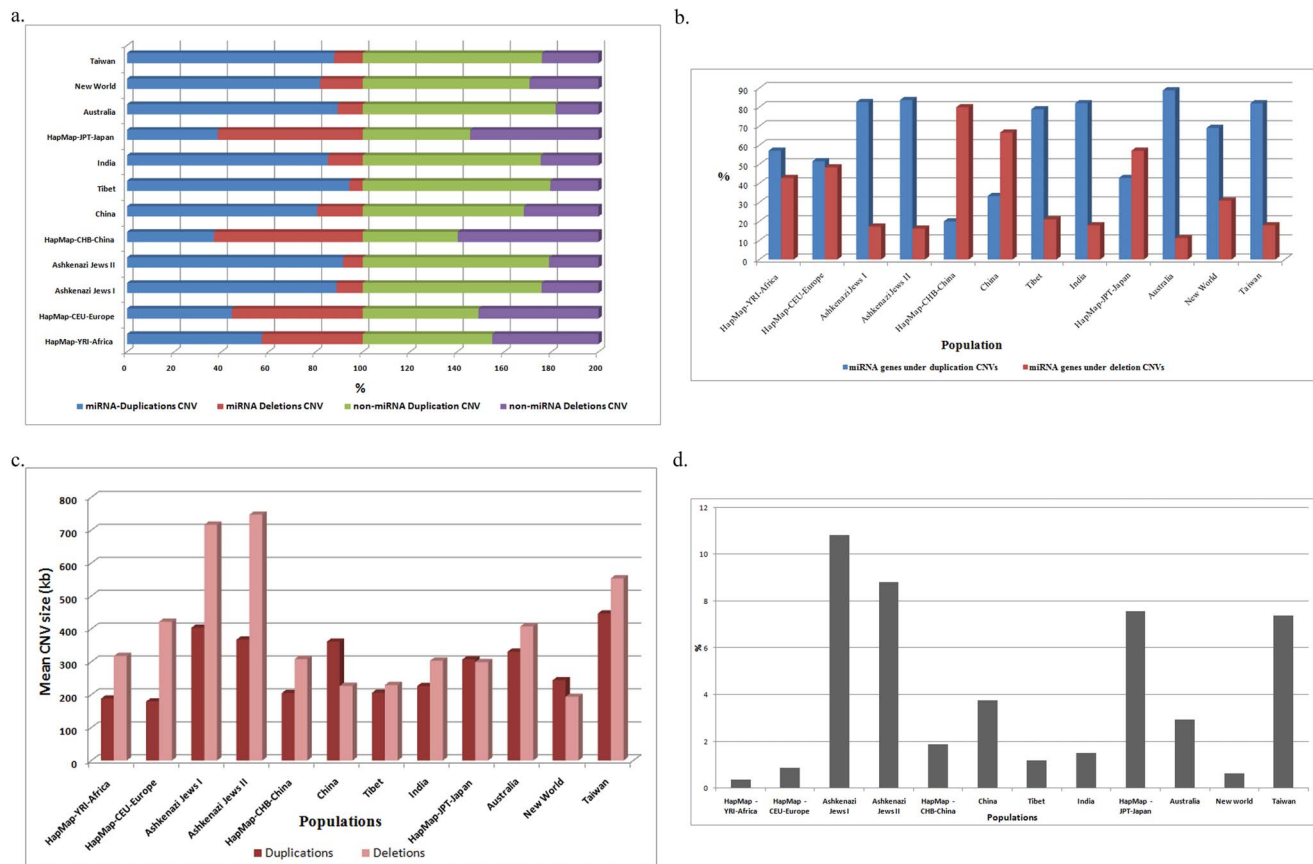 a.
Taiwan
New World
Australia
HapMap-JPT-Japan
India
Tibet
China
HapMap-CHB-China
Ashkenazi Jews II
Ashkenazi Jews I
HapMap-CEU-Europe
HapMap-YRI-Africa
0 20 40 60 80 100 120 140 160 180 200
%
miRNA-Duplications CNV miRNA Deletions CNV non-miRNA Duplication CNV non-miRNA Deletions CNV
b.
90
80
70
60
50
40
30
20
10
0
%
HapMap-YRI-Africa HapMap-CEU-Europe Ashkenazi Jews I Ashkenazi Jews II HapMap-CHB-China China Tibet India HapMap-JPT-Japan Australia New World Taiwan
Population
miRNA genes under duplication CNVs miRNA genes under deletion CNVs
c.
800
700
600
500
400
300
200
100
0
Mean CNV size (kb)
HapMap-YRI-Africa HapMap-CEU-Europe Ashkenazi Jews I Ashkenazi Jews II HapMap-CHB-China China Tibet India HapMap-JPT-Japan Australia New World Taiwan
Populations
Duplications Deletions
d.
12
10
8
6
4
2
0
%
HapMap - HapMap - Ashkenazi Ashkenazi HapMap - China Tibet India HapMap - Australia New world Taiwan
YRI-Africa CEU-Europe Jews I Jews II CHB-China JPT-Japan
Populations